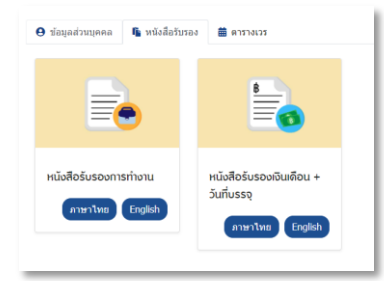 ข้อมูลส่วนบุคคล หนังสือรับรอง ตารางเวร
หนังสือรับรองการทำงาน
ภาษาไทย English
฿
หนังสือรับรองเงินเดือน +
วันที่บรรจุ
ภาษาไทย English